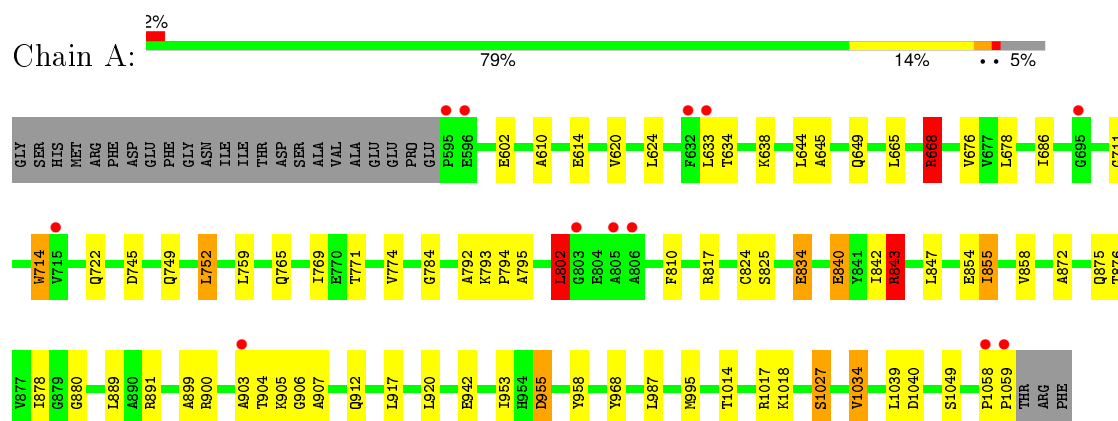 2%
Chain A:
79% 14% • • 5%
GLY SER HIS MET GLN ARG PHE ASP GLU PHE GLY ASN ILE ILE THR ASP SER ALA VAL ALA GLU GLU PRO GLU P595 E596 E602 A610 E614 V620 L624 F632 L633 T634 K638 L644 A645 Q649 L665 R668 V676 V677 L678 I686 G695 G711
W714 V715 Q722 D745 Q749 L752 L759 Q765 I769 E770 T771 V774 G784 A792 K793 P794 A795 L802 G803 E804 A805 A806 F810 R817 C824 S825 E834 E840 Y841 I842 R843 L847 E854 I855 V858 A872 Q875 T876
V877 I878 G879 G880 L889 A890 R891 A899 R900 A903 T904 K905 G906 A907 Q912 L917 L920 E942 I953 H954 D955 Y958 Y968 L987 M995 T1014 R1017 K1018 S1027 V1034 L1039 D1040 S1049 P1058 P1059 THR ARG PHE